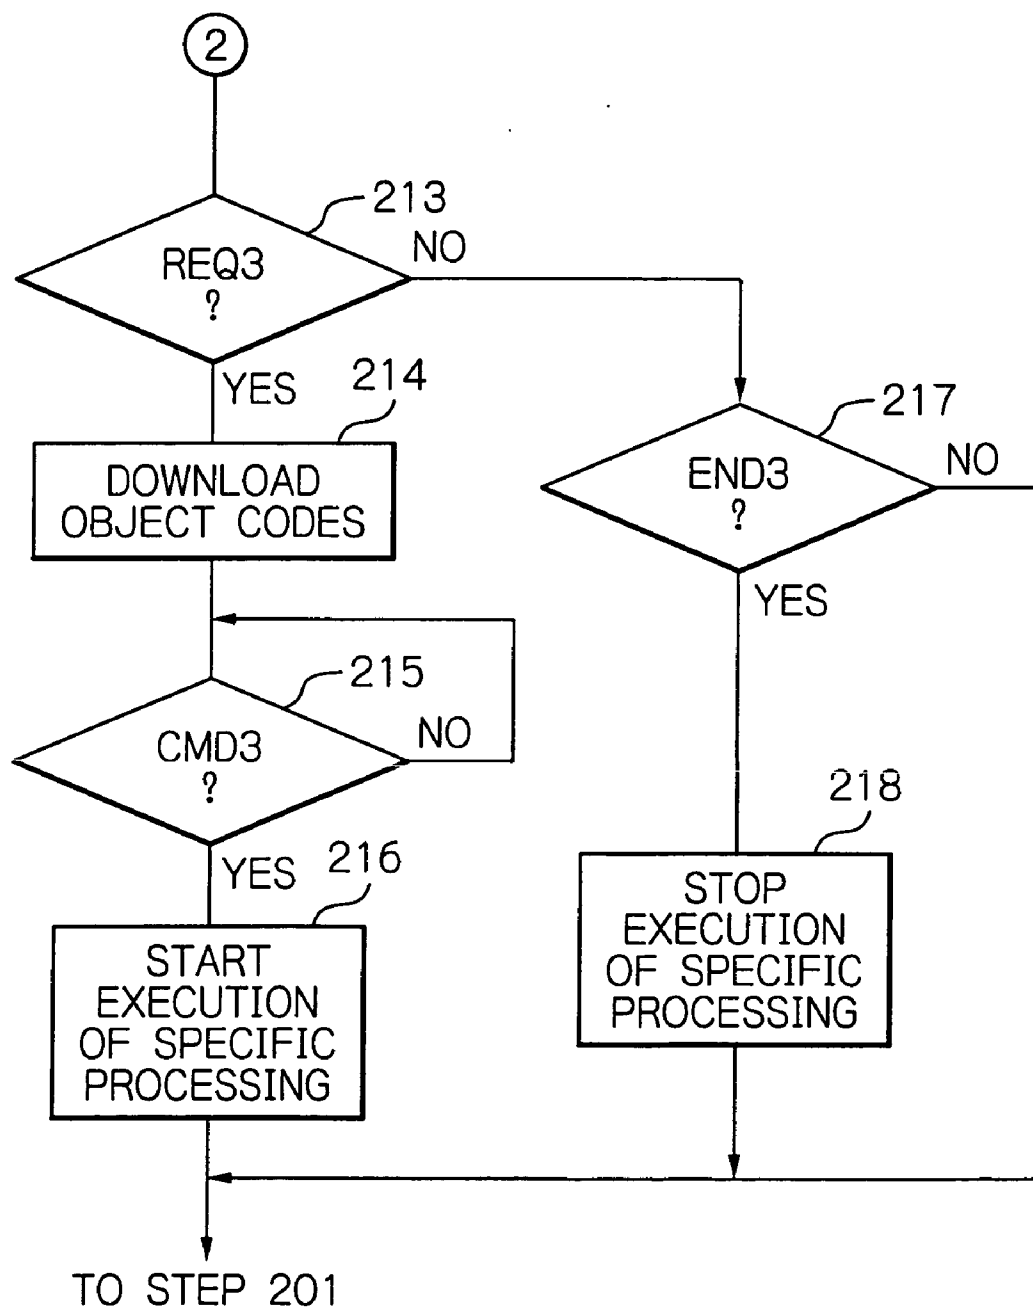 2
213
REQ3
?
NO
YES
214
DOWNLOAD
OBJECT CODES
217
END3
?
NO
YES
215
CMD3
?
NO
YES
216
START
EXECUTION
OF SPECIFIC
PROCESSING
218
STOP
EXECUTION
OF SPECIFIC
PROCESSING
TO STEP 201